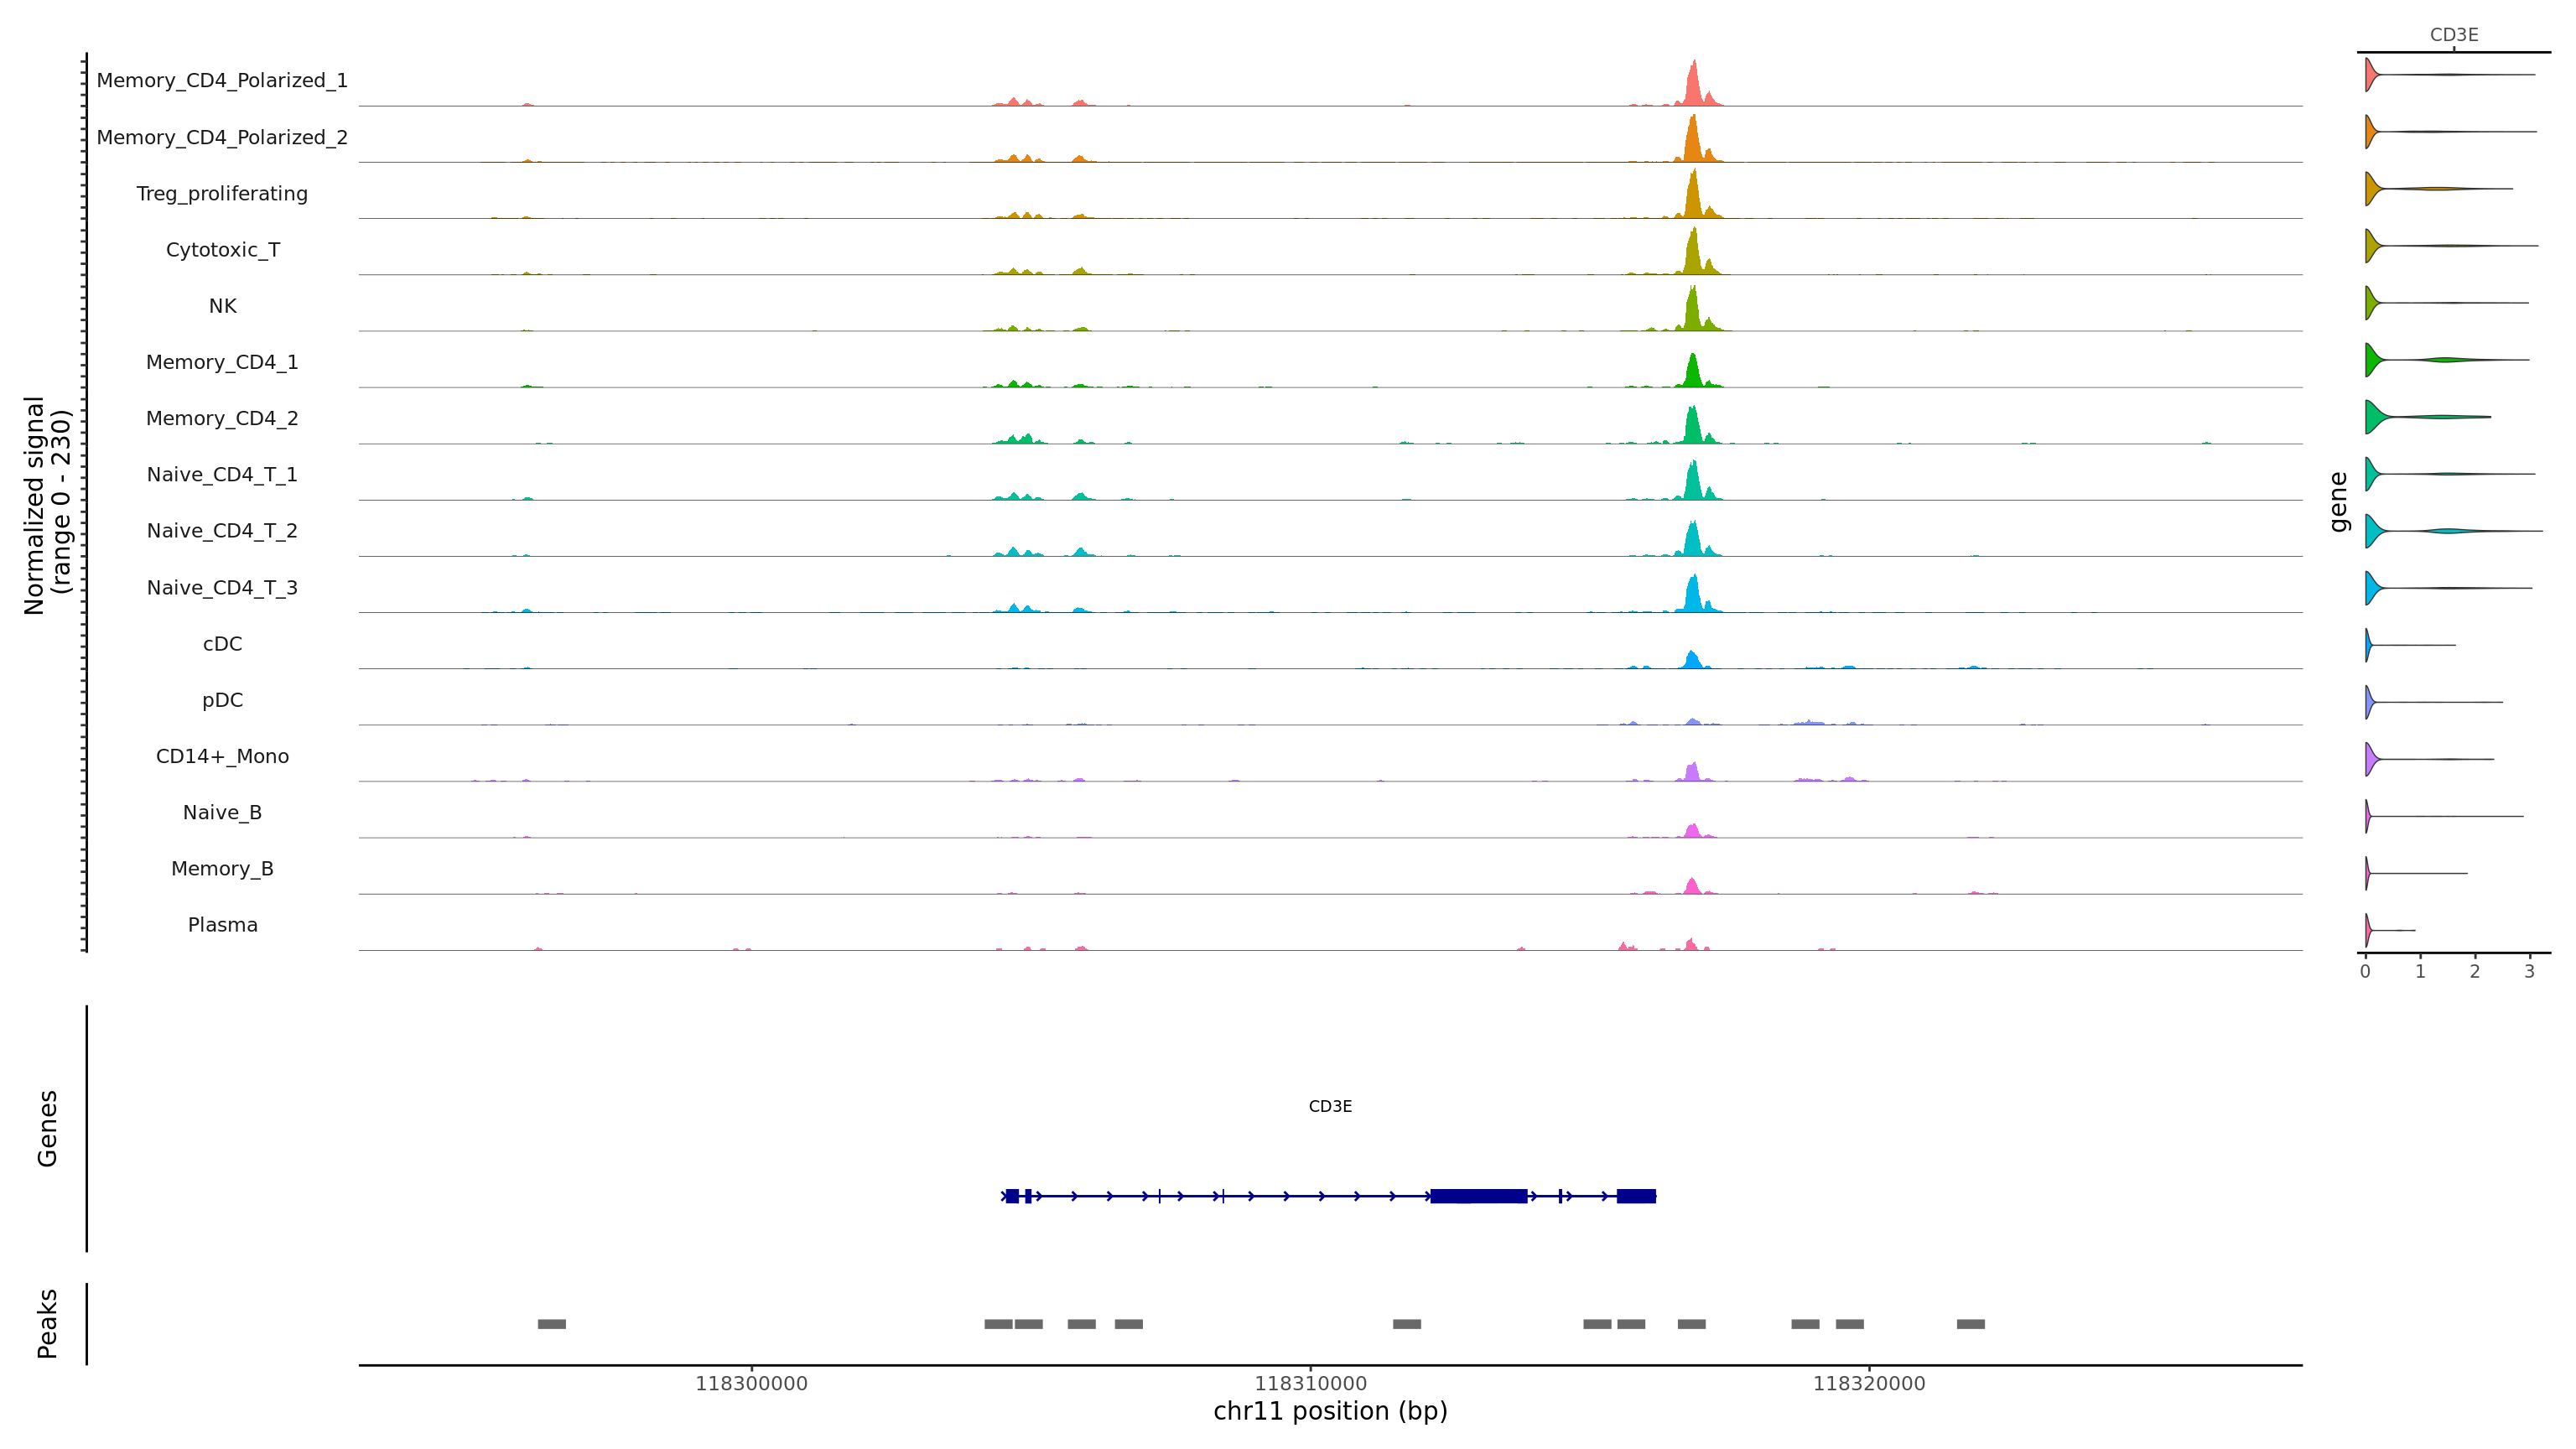 CD3E
Memory_CD4_Polarized_1
Memory_CD4_Polarized_2
Treg_proliferating
Cytotoxic_T
NK
Memory_CD4_1
Memory_CD4_2
Naive_CD4_T_1
Naive_CD4_T_2
Naive_CD4_T_3
cDC
pDC
CD14+_Mono
Naive_B
Memory_B
Plasma
Normalized signal
(range 0 - 230)
gene
0 1 2 3
Genes
CD3E
Peaks
118300000 118310000 118320000
chr11 position (bp)